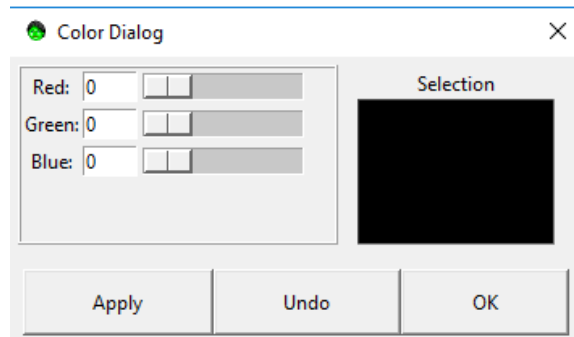 Color Dialog
Selection
Red: 0
Green: 0
Blue: 0
Apply Undo OK